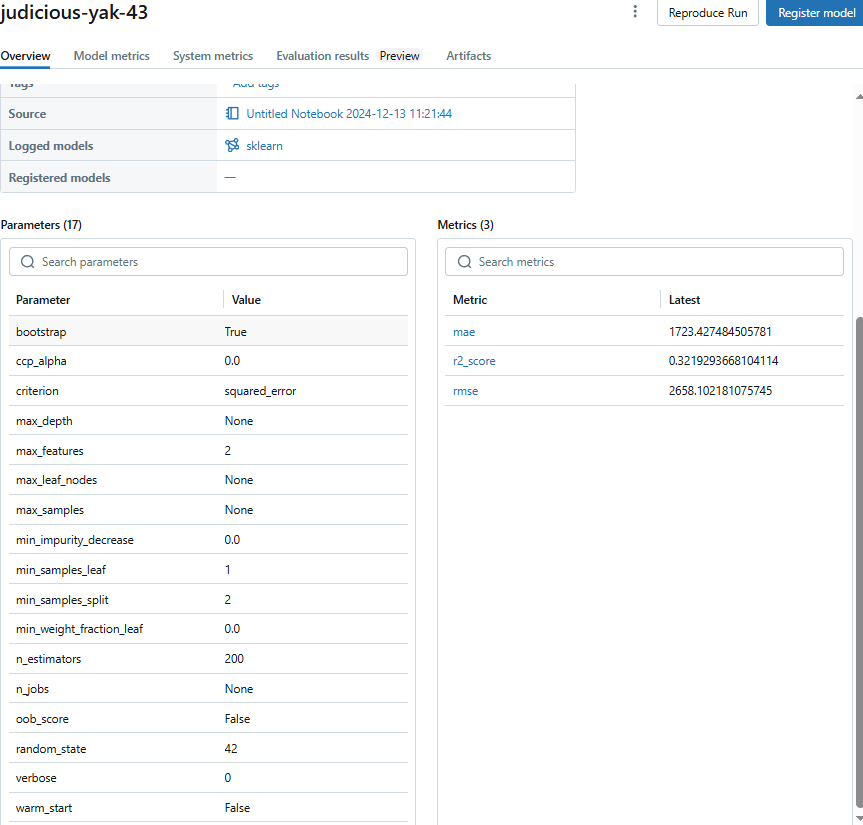 judicious-yak-43
Reproduce Run
Register model
Overview
Model metrics
System metrics
Evaluation results Preview
Artifacts
Tags
Add tags
Source
Untitled Notebook 2024-12-13 11:21:44
Logged models
sklearn
Registered models
—
Parameters (17)
Search parameters
Parameter Value
bootstrap True
ccp_alpha 0.0
criterion squared_error
max_depth None
max_features 2
max_leaf_nodes None
max_samples None
min_impurity_decrease 0.0
min_samples_leaf 1
min_samples_split 2
min_weight_fraction_leaf 0.0
n_estimators 200
n_jobs None
oob_score False
random_state 42
verbose 0
warm_start False
Metrics (3)
Search metrics
Metric Latest
mae 1723.427484505781
r2_score 0.3219293668104114
rmse 2658.102181075745